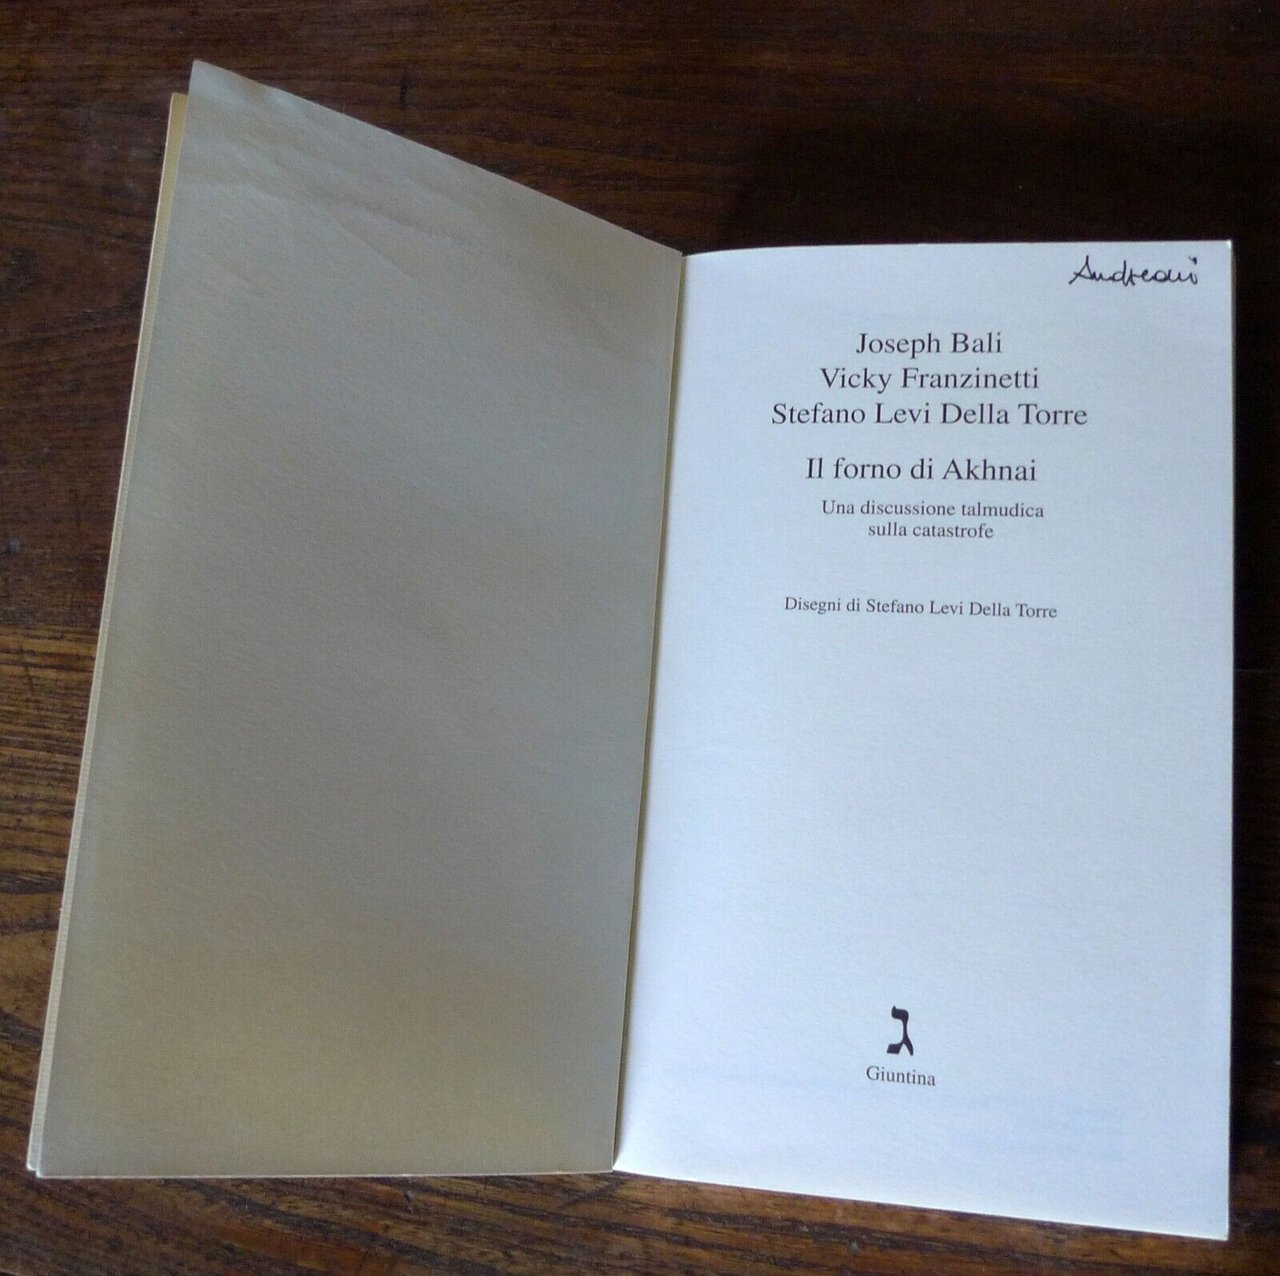 Andreani
Joseph Bali
Vicky Franzinetti
Stefano Levi Della Torre
Il forno di Akhnai
Una discussione talmudica
sulla catastrofe
Disegni di Stefano Levi Della Torre
ג
Giuntina